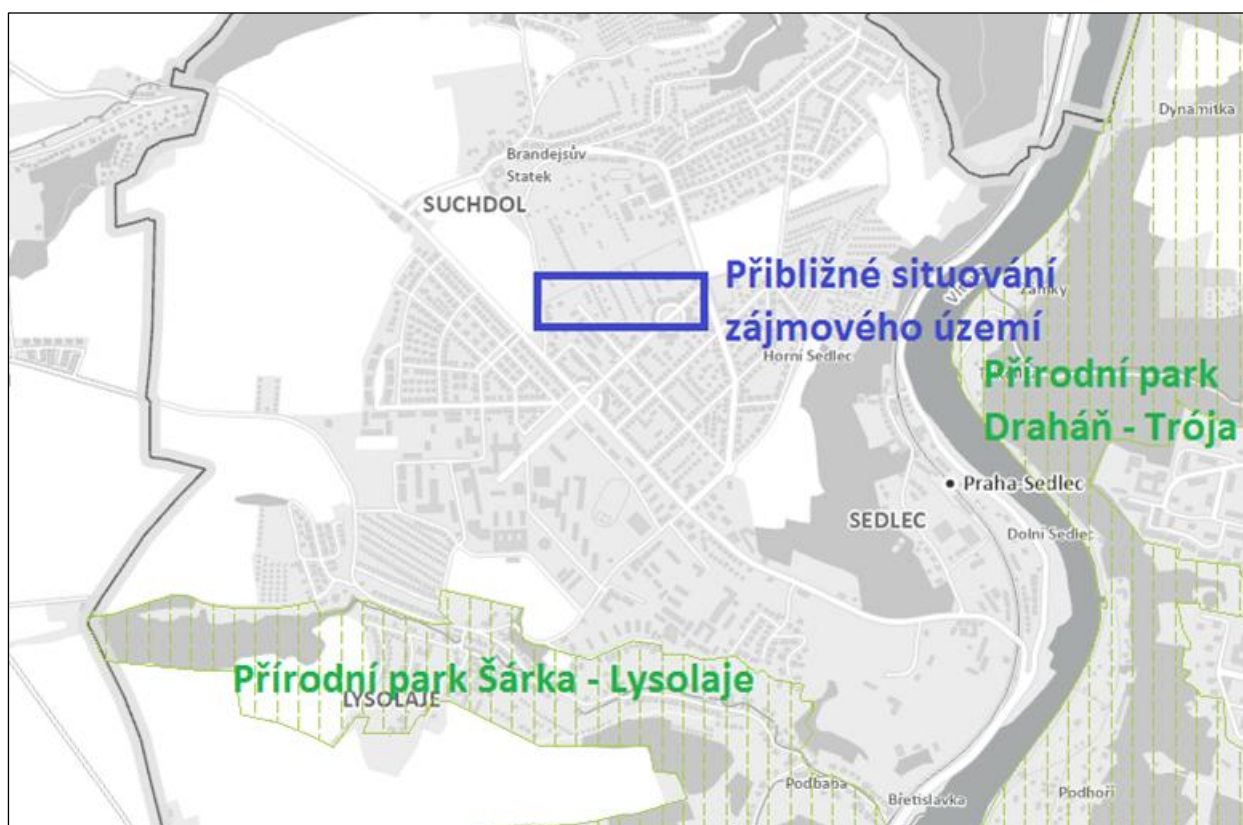 Dynamitka
Brandejsův
Statek
SUCHDOL
Přibližné situování
zájmového území
Zámky
Horní Sedlec
Přírodní park
Draháň - Trója
Praha-Sedlec
SEDLEC
Dolní Sedlec
Přírodní park Šárka - Lysolaje
LYSOLAJE
Podbaba
Břetislavka
Podhoří